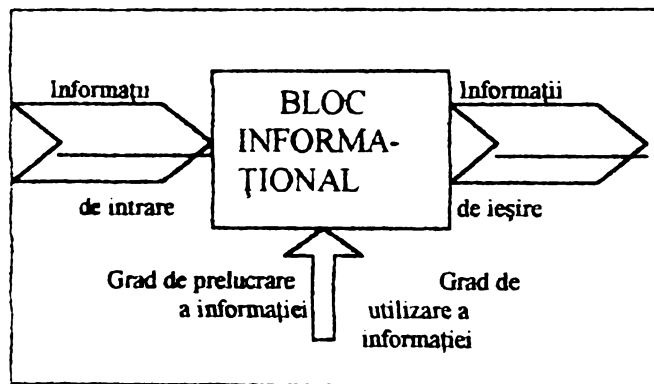 Informaţu
BLOC
INFORMA-
ŢIONAL
Informaţii
de intrare
de ieşire
Grad de prelucrare
a informaţiei
Grad de
utilizare a
informaţiei